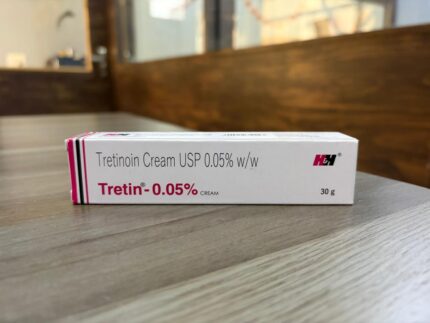 Tretinoin Cream USP 0.05% w/w
H&H®
Tretin®- 0.05% CREAM
30 g